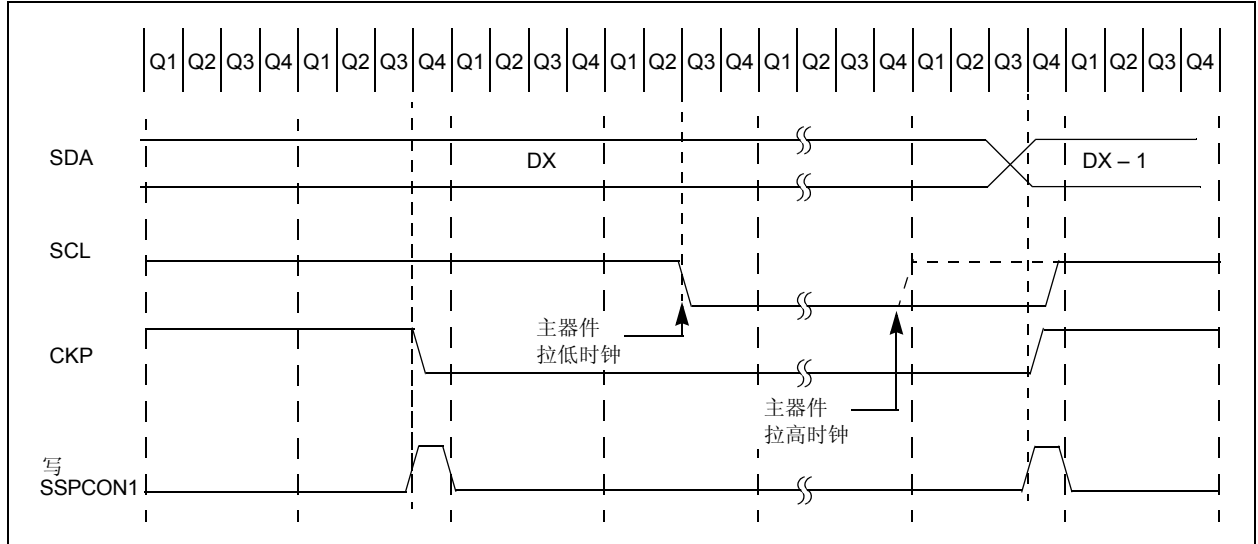 Q1 Q2 Q3 Q4 Q1 Q2 Q3 Q4 Q1 Q2 Q3 Q4 Q1 Q2 Q3 Q4 Q1 Q2 Q3 Q4 Q1 Q2 Q3 Q4 Q1 Q2 Q3 Q4
SDA
DX
DX – 1
SCL
主器件
拉低时钟
CKP
主器件
拉高时钟
写
SSPCON1